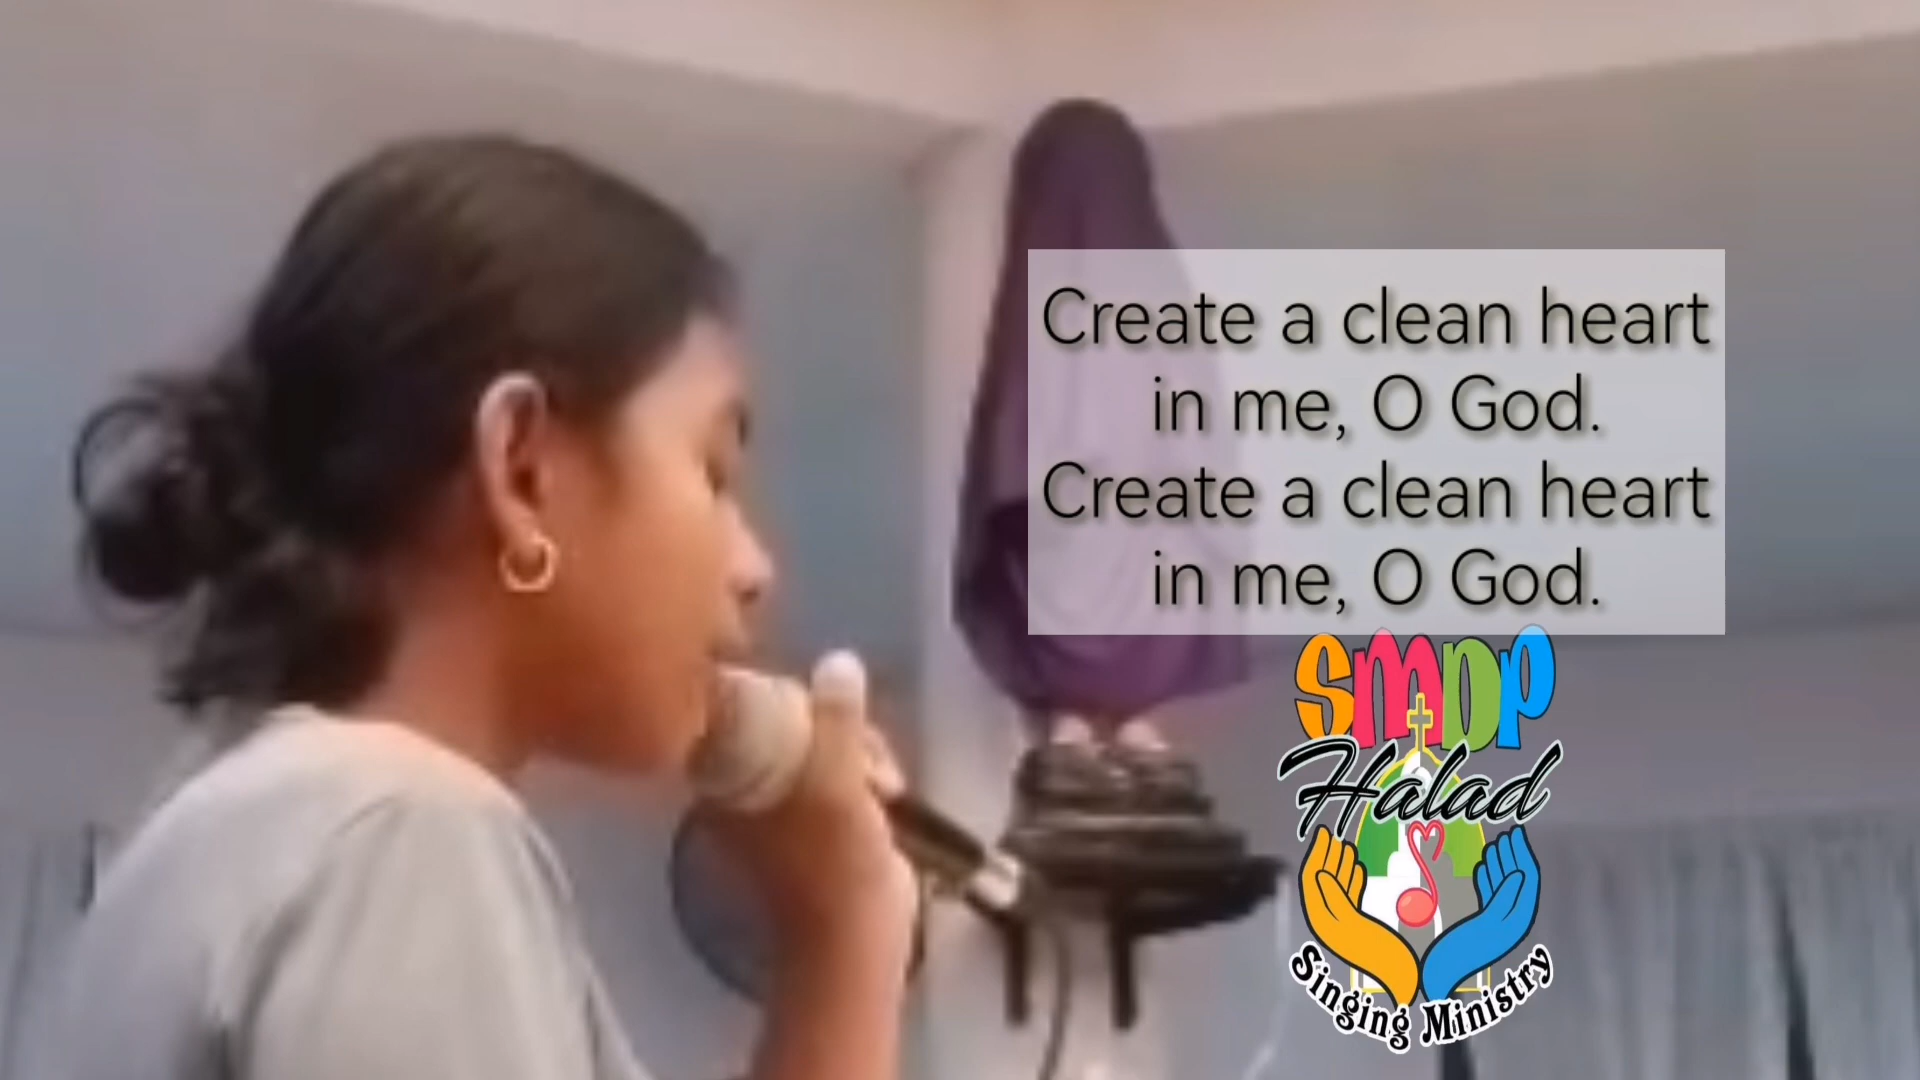 Create a clean heart
in me, O God.
Create a clean heart
in me, O God.
SMDP
Halad
Singing Ministry